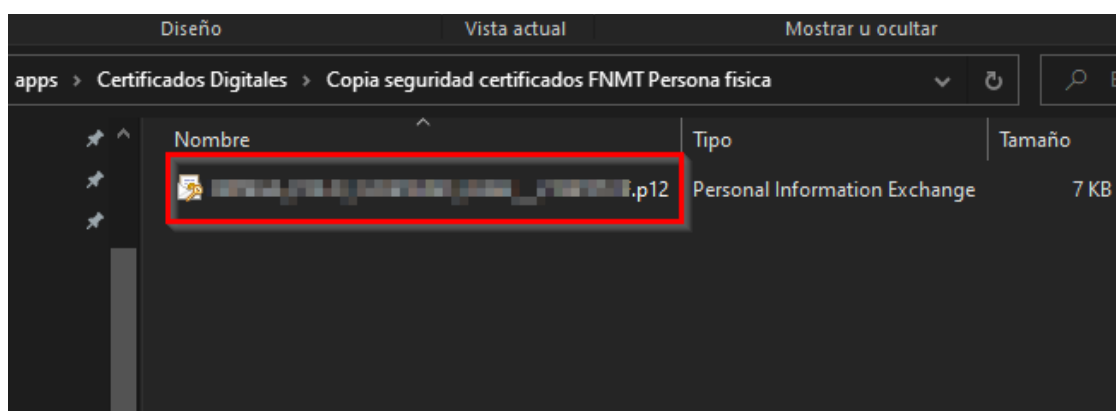 Diseño Vista actual Mostrar u ocultar
apps > Certificados Digitales > Copia seguridad certificados FNMT Persona fisica
Nombre Tipo Tamaño
.p12 Personal Information Exchange 7 KB